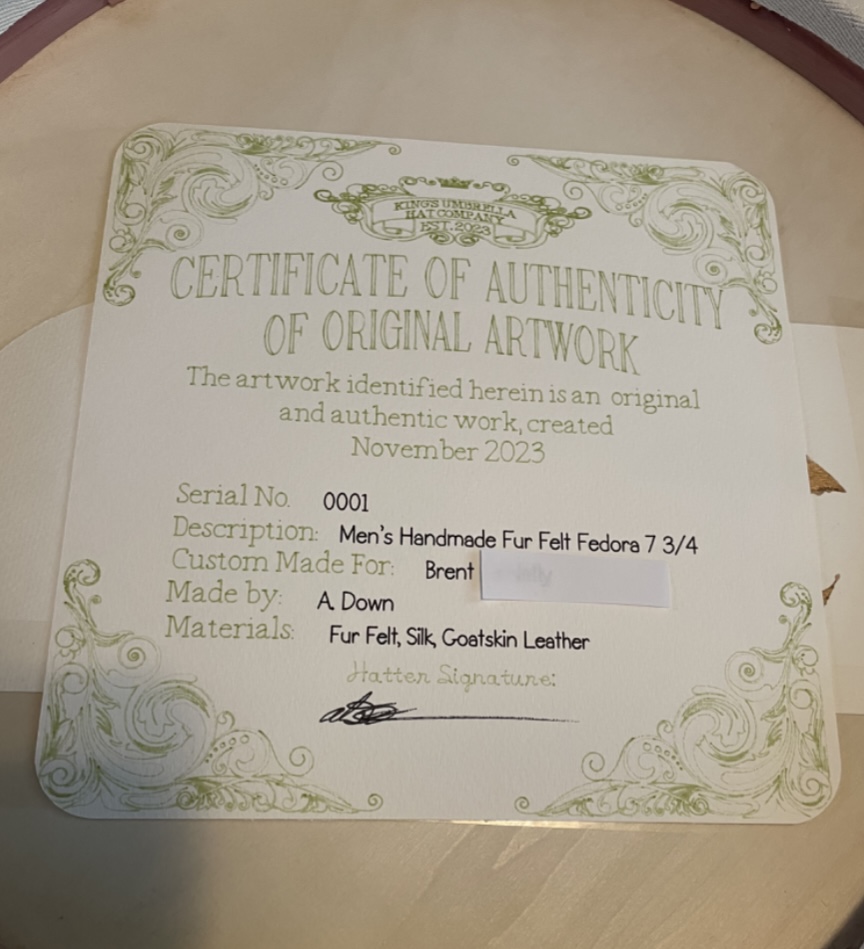 KING'S UMBRELLA
HAT COMPANY
EST. 2023
CERTIFICATE OF AUTHENTICITY
OF ORIGINAL ARTWORK
The artwork identified herein is an original
and authentic work, created
November 2023
Serial No. 0001
Description: Men's Handmade Fur Felt Fedora 7 3/4
Custom Made For: Brent
Made by: A. Down
Materials: Fur Felt, Silk, Goatskin Leather
Hatter Signature: